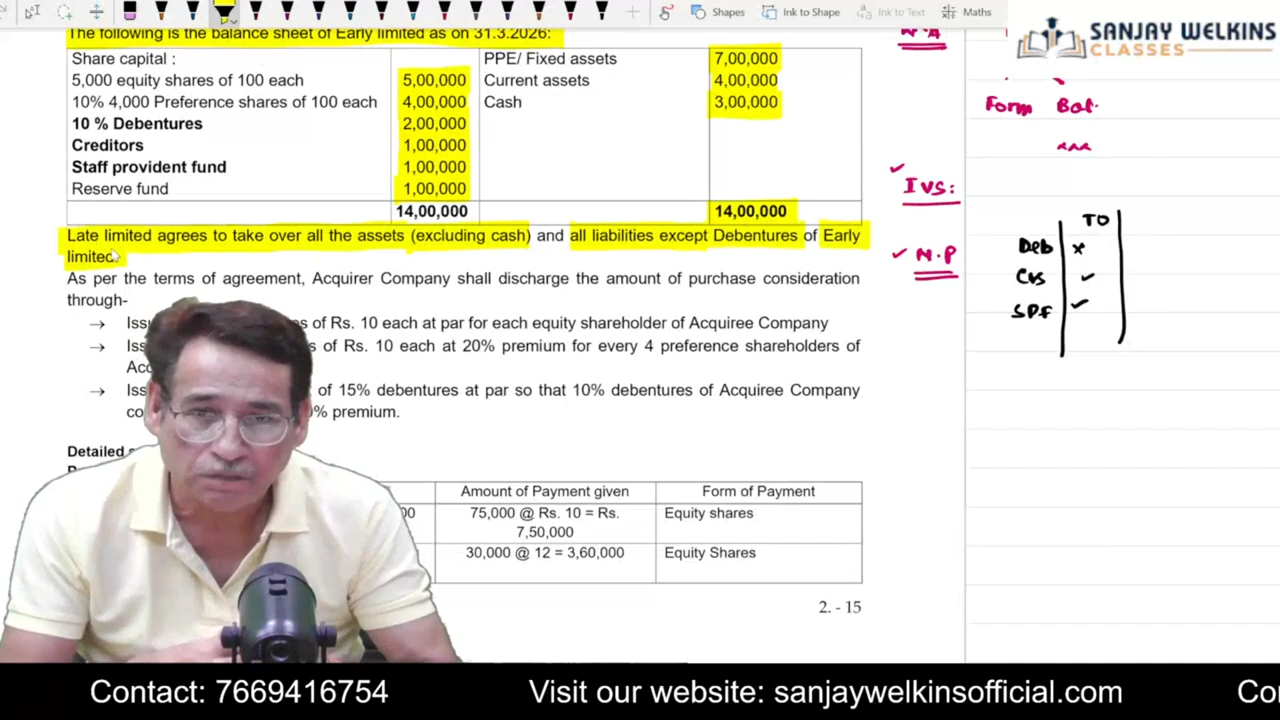 Shapes
Ink to Shape
Ink to Text
Maths
SANJAY WELKINS
CLASSES
The following is the balance sheet of Early limited as on 31.3.2026:
Share capital : PPE/ Fixed assets 7,00,000
5,000 equity shares of 100 each 5,00,000 Current assets 4,00,000
10% 4,000 Preference shares of 100 each 4,00,000 Cash 3,00,000
10 % Debentures 2,00,000
Creditors 1,00,000
Staff provident fund 1,00,000
Reserve fund 1,00,000
14,00,000 14,00,000
Late limited agrees to take over all the assets (excluding cash) and all liabilities except Debentures of Early
limited.
As per the terms of agreement, Acquirer Company shall discharge the amount of purchase consideration
through-
→ s of Rs. 10 each at par for each equity shareholder of Acquiree Company
→ s of Rs. 10 each at 20% premium for every 4 preference shareholders of
→ of 15% debentures at par so that 10% debentures of Acquiree Company
0% premium.
Detailed
Amount of Payment given Form of Payment
00 75,000 @ Rs. 10 = Rs. Equity shares
7,50,000
30,000 @ 12 = 3,60,000 Equity Shares
2. - 15
IVS:
N.P
Form Bal.
TO
Deb ×
Crs ✓
SPF ✓
Contact: 7669416754 Visit our website: sanjaywelkinsofficial.com Co